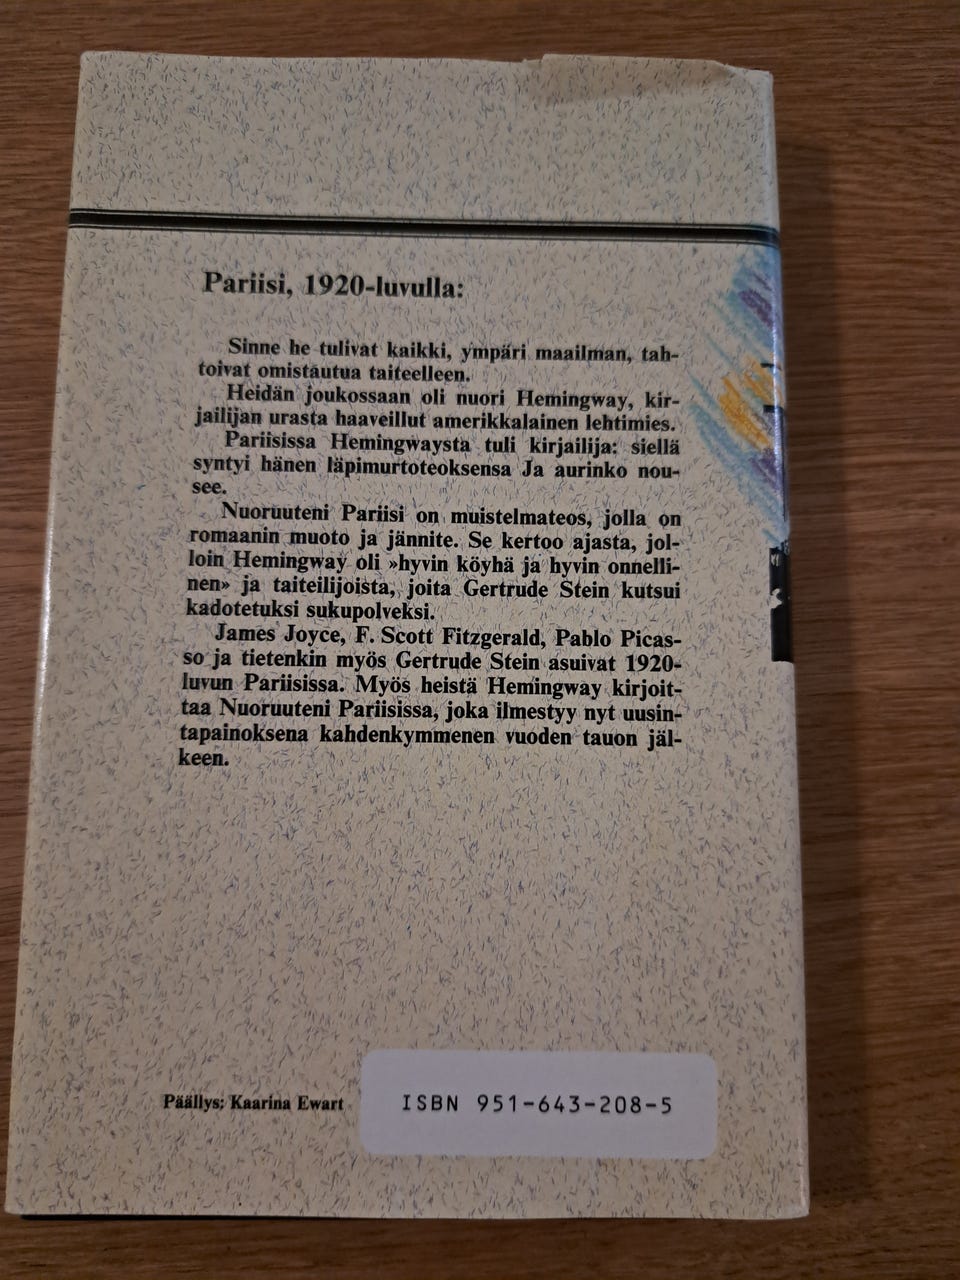 Pariisi, 1920-luvulla:
Sinne he tulivat kaikki, ympäri maailman, tah-
toivat omistautua taiteelleen.
Heidän joukossaan oli nuori Hemingway, kir-
jailijan urasta haaveillut amerikkalainen lehtimies.
Pariisissa Hemingwaysta tuli kirjailija: siellä
syntyi hänen läpimurtoteoksensa Ja aurinko nou-
see.
Nuoruuteni Pariisi on muistelmateos, jolla on
romaanin muoto ja jännite. Se kertoo ajasta, jol-
loin Hemingway oli »hyvin köyhä ja hyvin onnelli-
nen» ja taiteilijoista, joita Gertrude Stein kutsui
kadotetuksi sukupolveksi.
James Joyce, F. Scott Fitzgerald, Pablo Picas-
so ja tietenkin myös Gertrude Stein asuivat 1920-
luvun Pariisissa. Myös heistä Hemingway kirjoit-
taa Nuoruuteni Pariisissa, joka ilmestyy nyt uusin-
tapainoksena kahdenkymmenen vuoden tauon jäl-
keen.
Päällys: Kaarina Ewart
ISBN 951-643-208-5